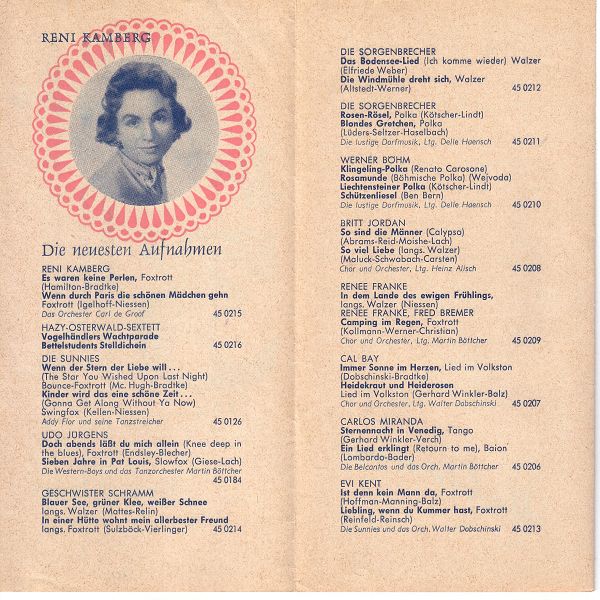 RENI KAMBERG
Die neuesten Aufnahmen
RENI KAMBERG
Es waren keine Perlen, Foxtrott
(Hamilton-Bradtke)
Wenn durch Paris die schönen Mädchen gehn
Foxtrott (Igelhoff-Niessen)
Das Orchester Carl de Groof 45 0215
HAZY-OSTERWALD-SEXTETT
Vogelhändlers Wachtparade
Bettelstudents Stelldichein 45 0216
DIE SUNNIES
Wenn der Stern der Liebe will...
(The Star You Wished Upon Last Night)
Bounce-Foxtrott (Mc. Hugh-Bradtke)
Kinder wird das eine schöne Zeit...
(Gonna Get Along Without Ya Now)
Swingfox (Kellen-Niessen)
Addy Flor und seine Tanzstreicher 45 0126
UDO JÜRGENS
Doch abends läßt du mich allein (Knee deep in
the blues), Foxtrott (Endsley-Blecher)
Sieben Jahre in Pat Louis, Slowfox (Giese-Lach)
Die Western-Boys und das Tanzorchester Martin Böttcher
45 0184
GESCHWISTER SCHRAMM
Blauer See, grüner Klee, weißer Schnee
langs. Walzer (Mattes-Relin)
In einer Hütte wohnt mein allerbester Freund
langs. Foxtrott (Sulzböck-Vierlinger) 45 0214
DIE SORGENBRECHER
Das Bodensee-Lied (Ich komme wieder) Walzer
(Elfriede Weber)
Die Windmühle dreht sich, Walzer
(Altstedt-Werner) 45 0212
DIE SORGENBRECHER
Rosen-Rösel, Polka (Kötscher-Lindt)
Blondes Gretchen, Polka
(Lüders-Seltzer-Haselbach)
Die lustige Dorfmusik, Ltg. Delle Haensch 45 0211
WERNER BÖHM
Klingeling-Polka (Renato Carosone)
Rosamunde (Böhmische Polka) (Wejvoda)
Liechtensteiner Polka (Kötscher-Lindt)
Schützenliesel (Ben Bern)
Die lustige Dorfmusik, Ltg. Delle Haensch 45 0210
BRITT JORDAN
So sind die Männer (Calypso)
(Abrams-Reid-Moishe-Lach)
So viel Liebe (langs. Walzer)
(Maluck-Schwabach-Carsten)
Chor und Orchester, Ltg. Heinz Alisch 45 0208
RENEE FRANKE
In dem Lande des ewigen Frühlings,
langs. Walzer (Niessen)
RENEE FRANKE, FRED BREMER
Camping im Regen, Foxtrott
(Kollmann-Werner-Christian)
Chor und Orchester, Ltg. Martin Böttcher 45 0209
CAL BAY
Immer Sonne im Herzen, Lied im Volkston
(Dobschinski-Bradtke)
Heidekraut und Heiderosen
Lied im Volkston (Gerhard Winkler-Balz)
Chor und Orchester, Ltg. Walter Dobschinski 45 0207
CARLOS MIRANDA
Sternennacht in Venedig, Tango
(Gerhard Winkler-Verch)
Ein Lied erklingt (Retourn to me), Baion
(Lombardo-Bader)
Die Belcantos und das Orch. Martin Böttcher 45 0206
EVI KENT
Ist denn kein Mann da, Foxtrott
(Hoffman-Manning-Balz)
Liebling, wenn du Kummer hast, Foxtrott
(Reinfeld-Reinsch)
Die Sunnies und das Orch. Walter Dobschinski 45 0213